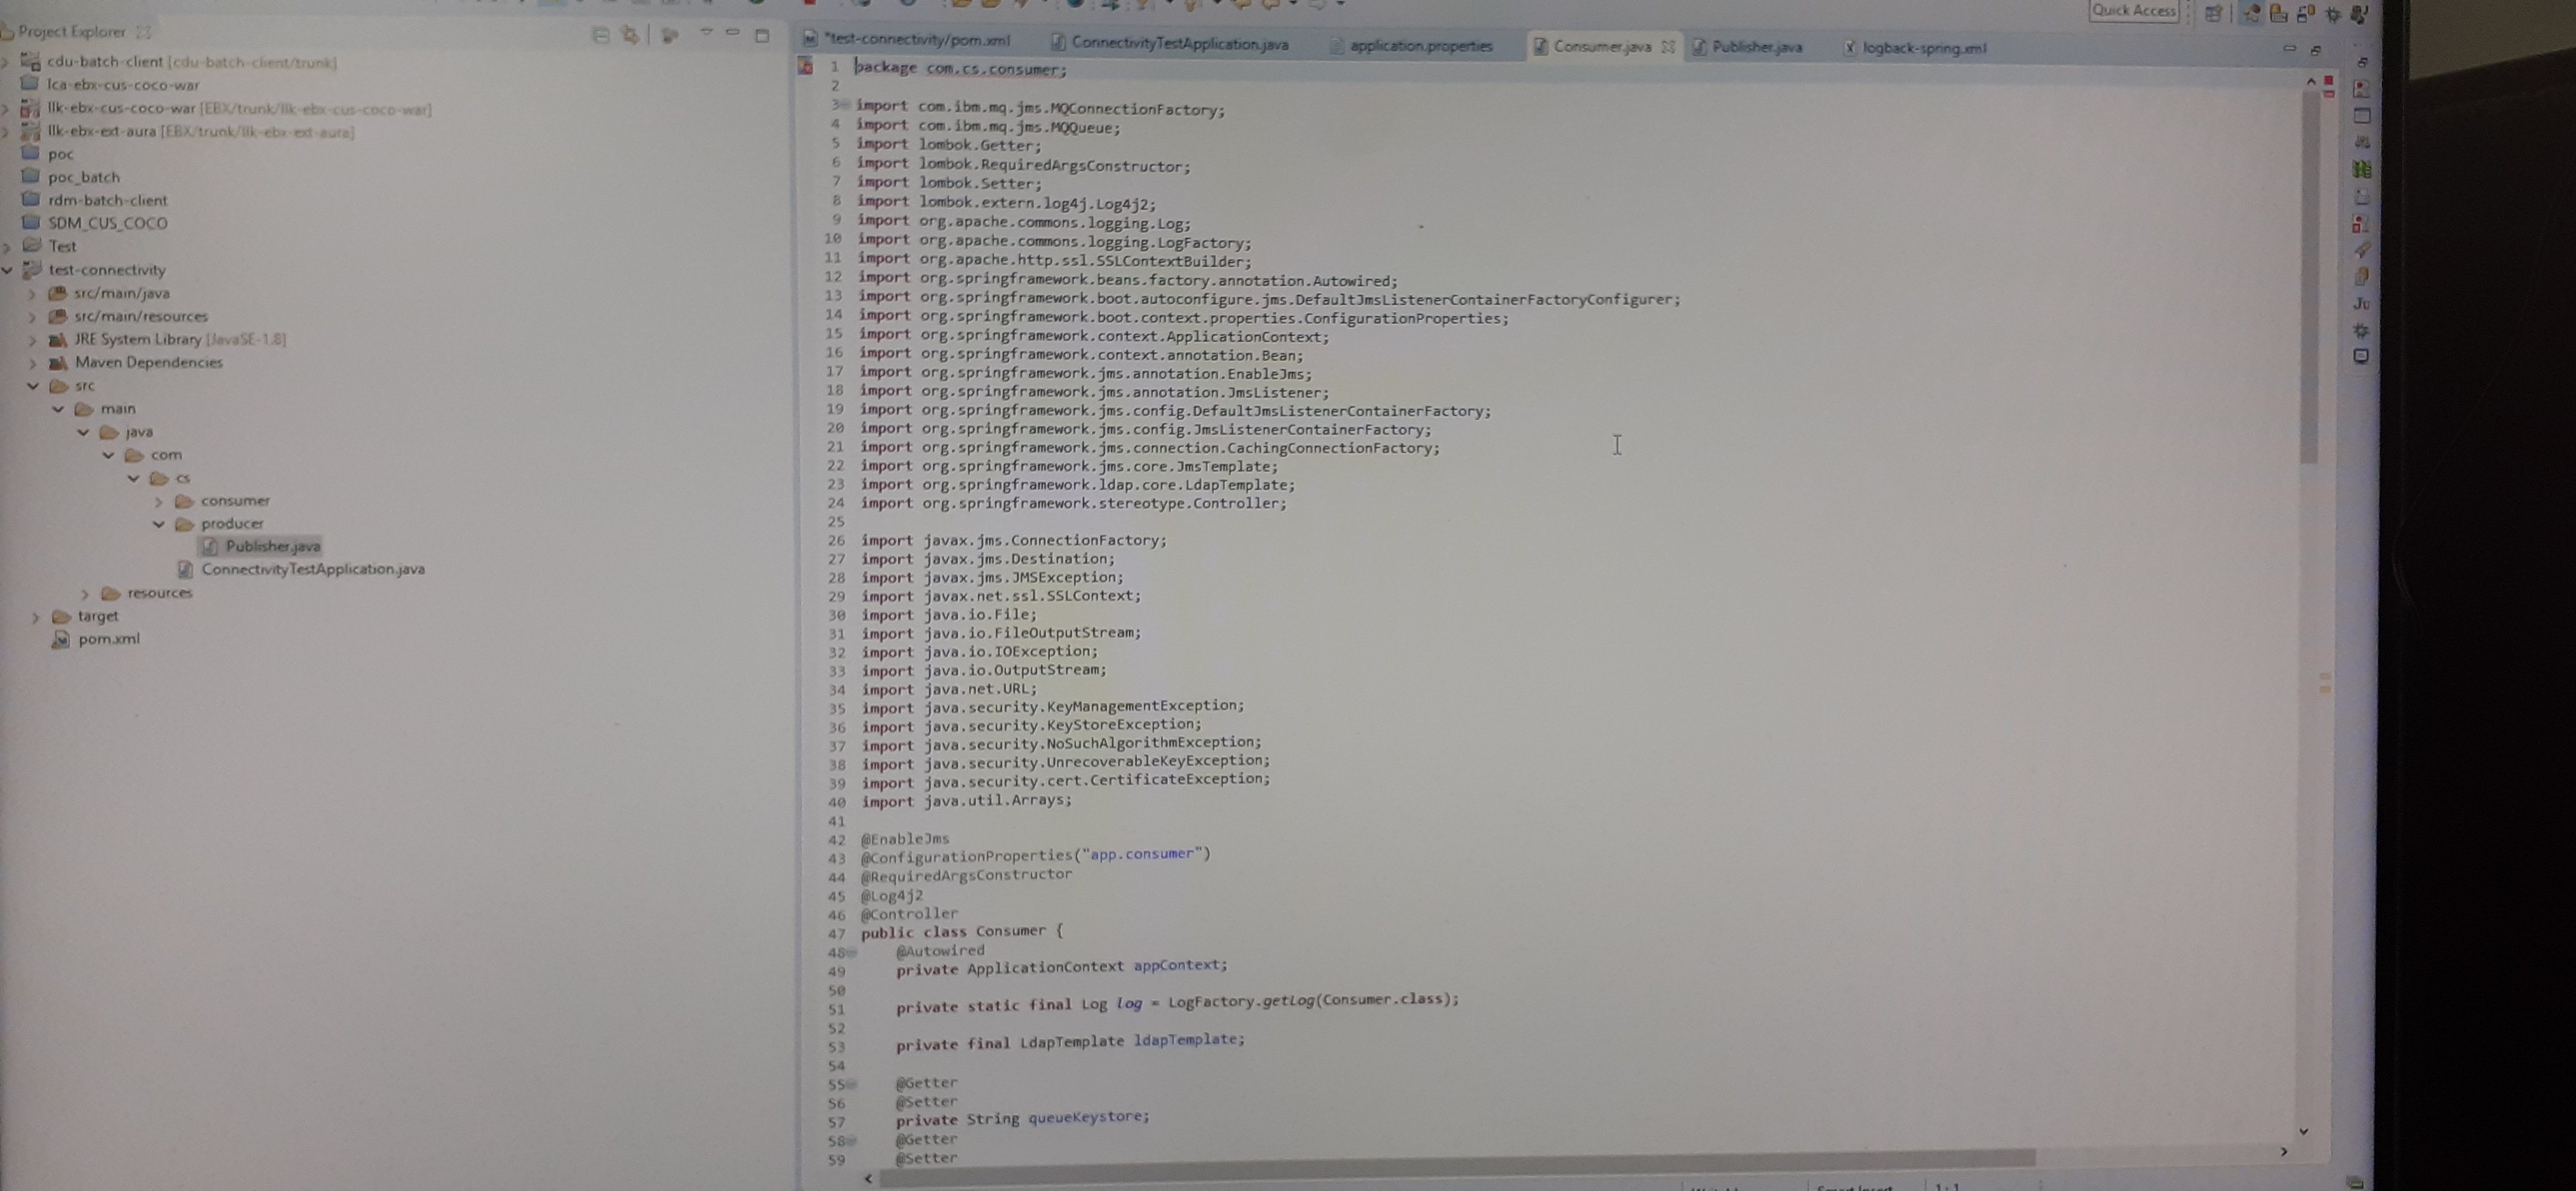 Quick Access
Project Explorer
cdu-batch-client [cdu-batch-client/trunk]
lca-ebx-cus-coco-war
llk-ebx-cus-coco-war [EBX/trunk/llk-ebx-cus-coco-war]
llk-ebx-ext-aura [EBX/trunk/llk-ebx-ext-aura]
poc
poc_batch
rdm-batch-client
SDM_CUS_COCO
Test
test-connectivity
src/main/java
src/main/resources
JRE System Library [JavaSE-1.8]
Maven Dependencies
src
main
java
com
cs
consumer
producer
Publisher.java
ConnectivityTestApplication.java
resources
target
pom.xml
*test-connectivity/pom.xml ConnectivityTestApplication.java application.properties Consumer.java Publisher.java logback-spring.xml
1 package com.cs.consumer;
2
3 import com.ibm.mq.jms.MQConnectionFactory;
4 import com.ibm.mq.jms.MQQueue;
5 import lombok.Getter;
6 import lombok.RequiredArgsConstructor;
7 import lombok.Setter;
8 import lombok.extern.log4j.Log4j2;
9 import org.apache.commons.logging.Log;
10 import org.apache.commons.logging.LogFactory;
11 import org.apache.http.ssl.SSLContextBuilder;
12 import org.springframework.beans.factory.annotation.Autowired;
13 import org.springframework.boot.autoconfigure.jms.DefaultJmsListenerContainerFactoryConfigurer;
14 import org.springframework.boot.context.properties.ConfigurationProperties;
15 import org.springframework.context.ApplicationContext;
16 import org.springframework.context.annotation.Bean;
17 import org.springframework.jms.annotation.EnableJms;
18 import org.springframework.jms.annotation.JmsListener;
19 import org.springframework.jms.config.DefaultJmsListenerContainerFactory;
20 import org.springframework.jms.config.JmsListenerContainerFactory;
21 import org.springframework.jms.connection.CachingConnectionFactory;
22 import org.springframework.jms.core.JmsTemplate;
23 import org.springframework.ldap.core.LdapTemplate;
24 import org.springframework.stereotype.Controller;
25
26 import javax.jms.ConnectionFactory;
27 import javax.jms.Destination;
28 import javax.jms.JMSException;
29 import javax.net.ssl.SSLContext;
30 import java.io.File;
31 import java.io.FileOutputStream;
32 import java.io.IOException;
33 import java.io.OutputStream;
34 import java.net.URL;
35 import java.security.KeyManagementException;
36 import java.security.KeyStoreException;
37 import java.security.NoSuchAlgorithmException;
38 import java.security.UnrecoverableKeyException;
39 import java.security.cert.CertificateException;
40 import java.util.Arrays;
41
42 @EnableJms
43 @ConfigurationProperties("app.consumer")
44 @RequiredArgsConstructor
45 @Log4j2
46 @Controller
47 public class Consumer {
48 @Autowired
49 private ApplicationContext appContext;
50
51 private static final Log log = LogFactory.getLog(Consumer.class);
52
53 private final LdapTemplate ldapTemplate;
54
55 @Getter
56 @Setter
57 private String queueKeystore;
58 @Getter
59 @Setter
Ju